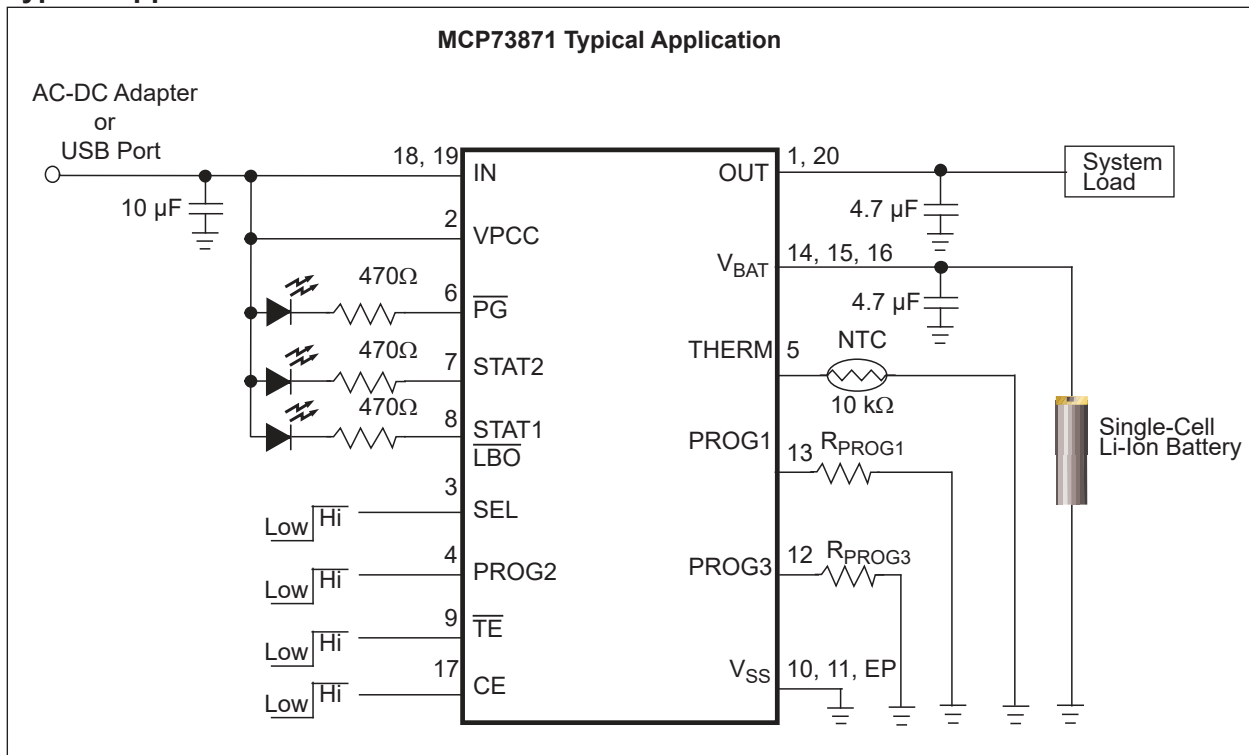 MCP73871 Typical Application
AC-DC Adapter
or
USB Port
18, 19
IN
10 µF
2
VPCC
470Ω
6
PG
470Ω
7
STAT2
470Ω
8
STAT1
LBO
3
SEL
Low Hi
4
PROG2
Low Hi
9
TE
Low Hi
17
CE
Low Hi
OUT
1, 20
System
Load
4.7 µF
VBAT
14, 15, 16
4.7 µF
THERM
5
NTC
10 kΩ
Single-Cell
Li-Ion Battery
PROG1
13
RPROG1
PROG3
12
RPROG3
VSS
10, 11, EP